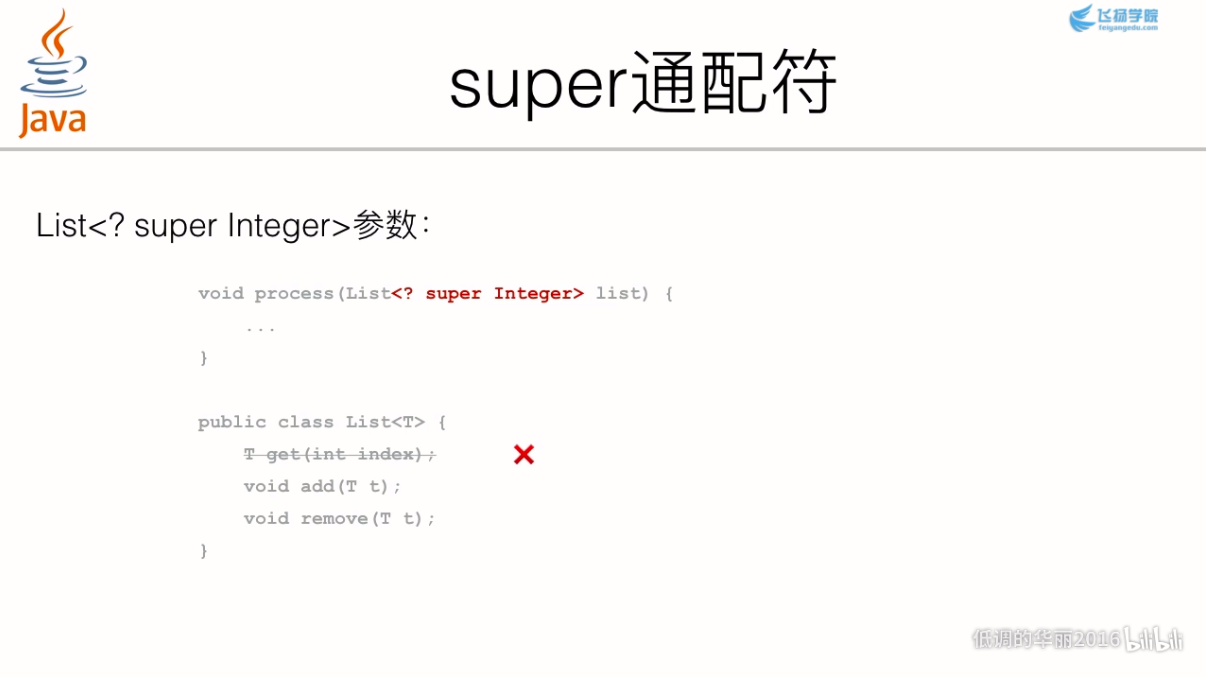 Java
飞扬学院
feiyangedu.com
super通配符
List<? super Integer>参数：
void process(List<? super Integer> list) {
...
}
public class List<T> {
T get(int index);
void add(T t);
void remove(T t);
}
低调的华丽2016 bilibili